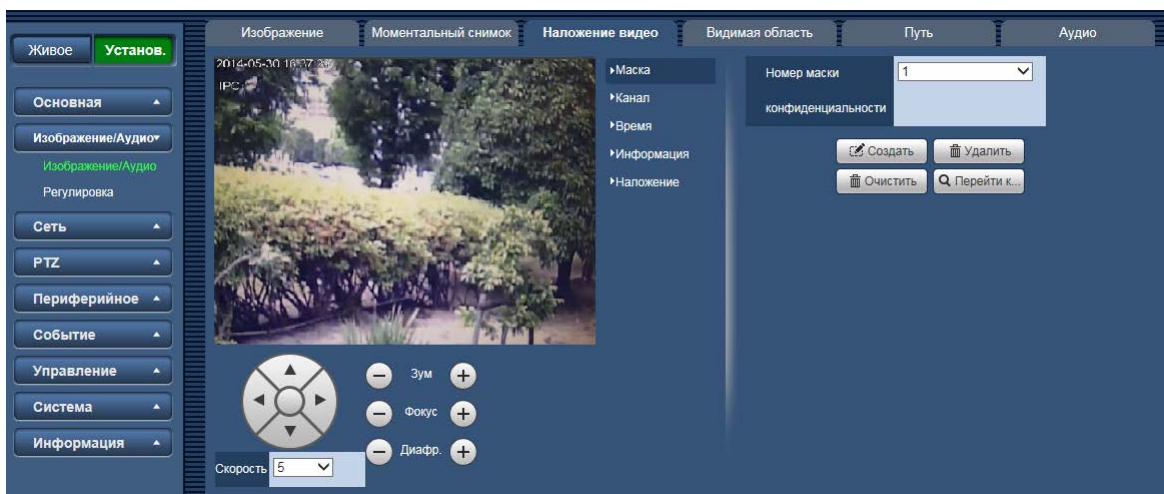 Живое
Установ.
Основная
Изображение/Аудио
Изображение/Аудио
Регулировка
Сеть
PTZ
Периферийное
Событие
Управление
Система
Информация
Изображение
Моментальный снимок
Наложение видео
Видимая область
Путь
Аудио
IPC
Зум
Фокус
Диафр.
Скорость 5
Маска
Канал
Время
Информация
Наложение
Номер маски 1
конфиденциальности
Создать Удалить
Очистить Перейти к...